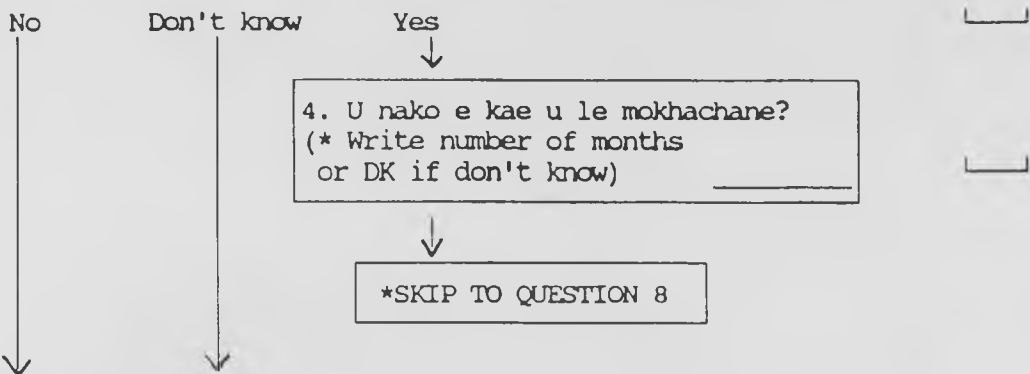 No Don't know Yes
4. U nako e kae u le mokhachane?
(* Write number of months
or DK if don't know)
*SKIP TO QUESTION 8